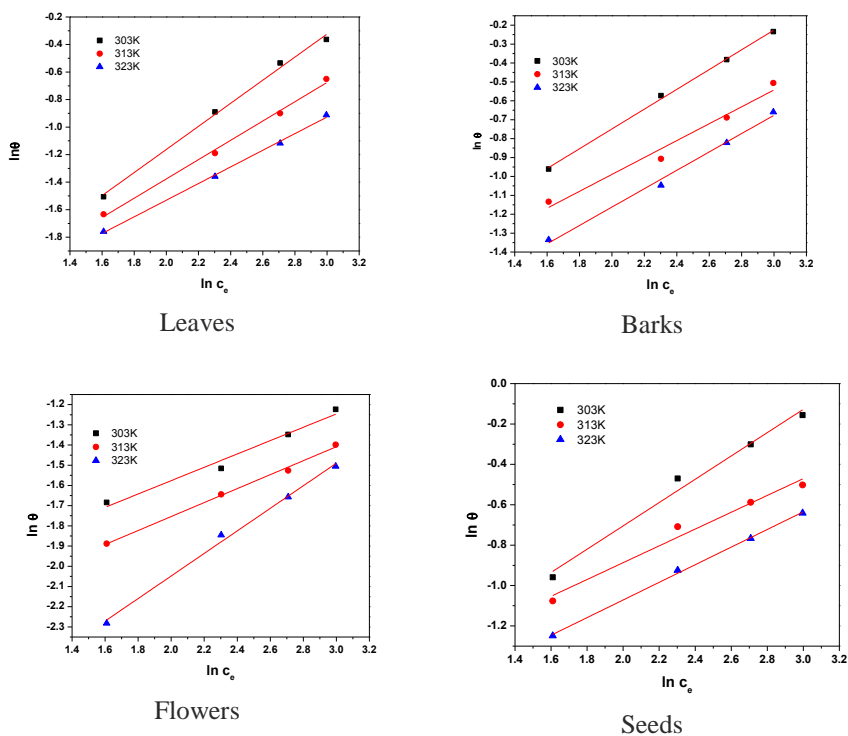 -0.2
-0.4
-0.6
-0.8
-1.0
-1.2
-1.4
-1.6
-1.8
lnθ
303K
313K
323K
1.4 1.6 1.8 2.0 2.2 2.4 2.6 2.8 3.0 3.2
ln ce
Leaves
-0.1
-0.2
-0.3
-0.4
-0.5
-0.6
-0.7
-0.8
-0.9
-1.0
-1.1
-1.2
-1.3
-1.4
ln θ
303K
313K
323K
1.4 1.6 1.8 2.0 2.2 2.4 2.6 2.8 3.0 3.2
ln ce
Barks
-1.2
-1.3
-1.4
-1.5
-1.6
-1.7
-1.8
-1.9
-2.0
-2.1
-2.2
-2.3
ln θ
303K
313K
323K
1.4 1.6 1.8 2.0 2.2 2.4 2.6 2.8 3.0 3.2
ln ce
Flowers
0.0
-0.2
-0.4
-0.6
-0.8
-1.0
-1.2
ln θ
303K
313K
323K
1.4 1.6 1.8 2.0 2.2 2.4 2.6 2.8 3.0 3.2
ln ce
Seeds